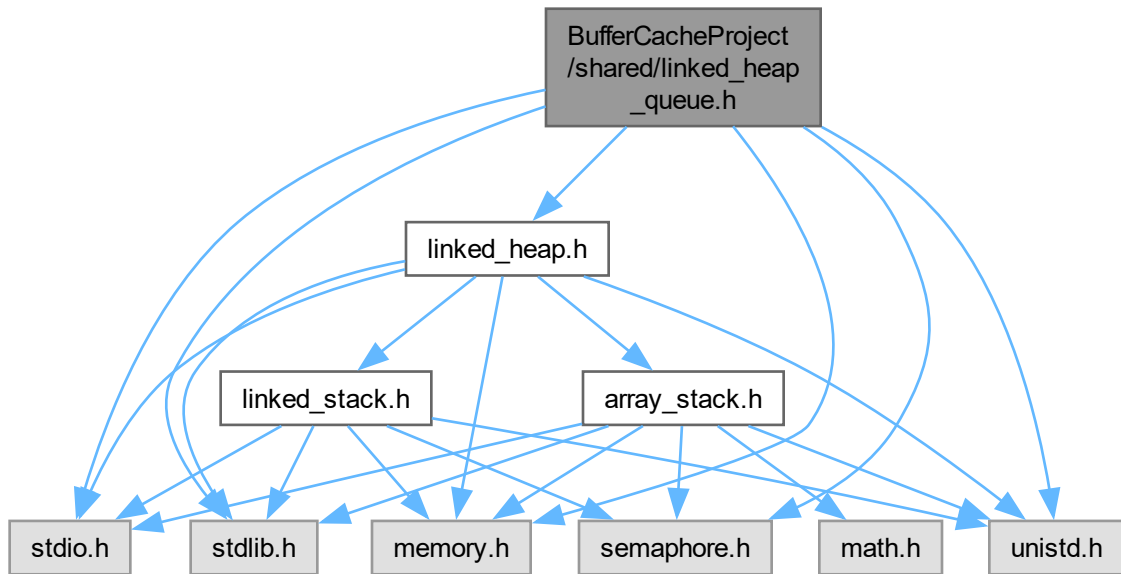 BufferCacheProject
/shared/linked_heap
_queue.h
linked_heap.h
linked_stack.h
array_stack.h
stdio.h
stdlib.h
memory.h
semaphore.h
math.h
unistd.h